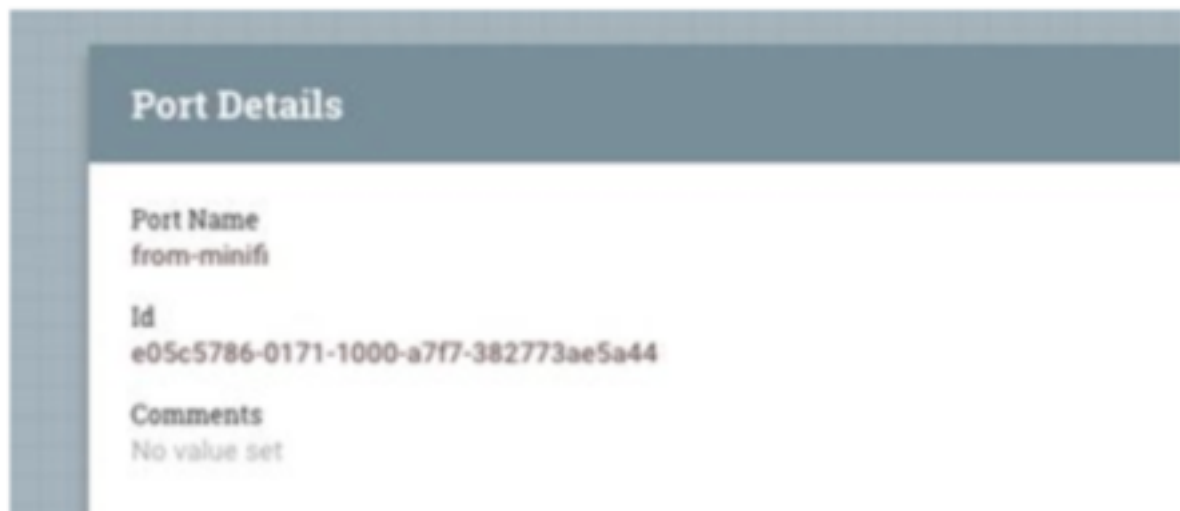 Port Details
Port Name
from-minifi
Id
e05c5786-0171-1000-a7f7-382773ae5a44
Comments
No value set